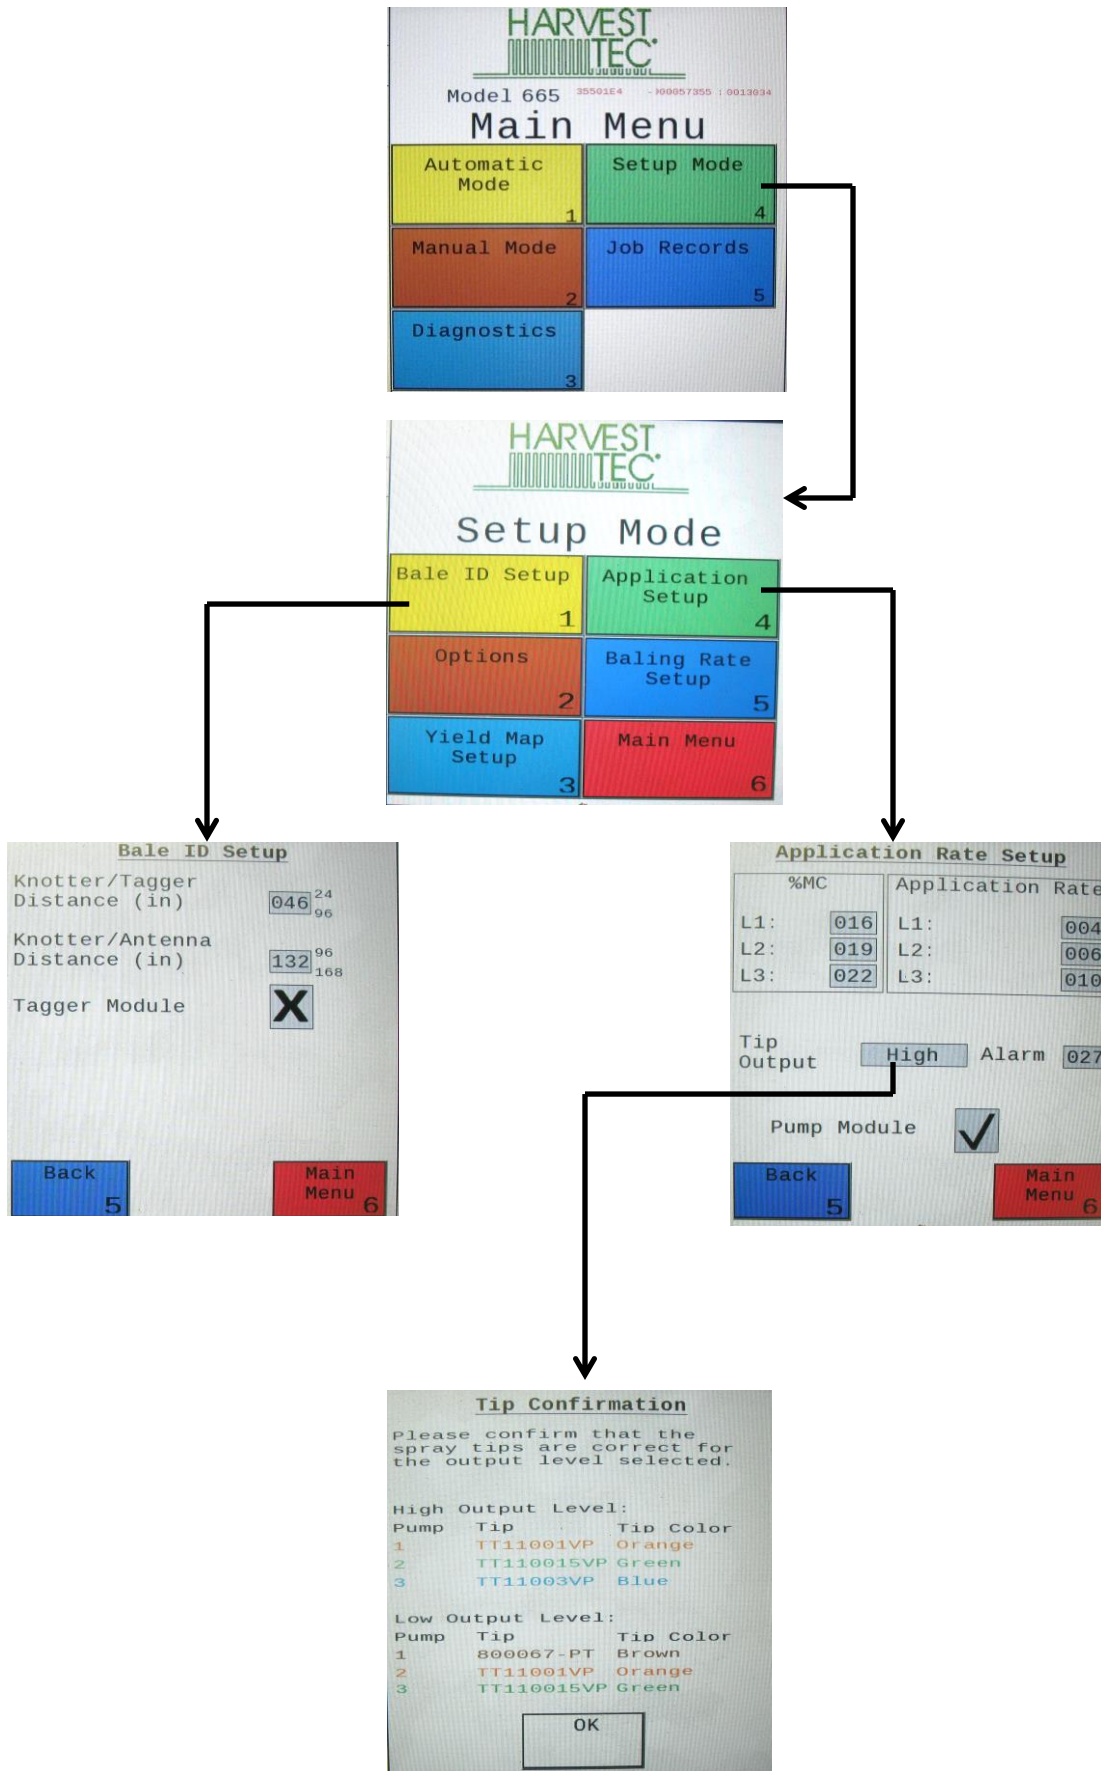 HARVEST
TEC
Model 665 35501E4 -
Main Menu
Automatic
Mode
1
Setup Mode
4
Manual Mode
2
Job Records
5
Diagnostics
3
HARVEST
TEC
Setup Mode
Bale ID Setup
1
Application
Setup
4
Options
2
Baling Rate
Setup
5
Yield Map
Setup
3
Main Menu
6
Bale ID Setup
Knotter/Tagger
Distance (in) 046 24
96
Knotter/Antenna
Distance (in) 132 96
168
Tagger Module X
Back
5
Main
Menu
6
Application Rate Setup
%MC
L1: 016
L2: 019
L3: 022
Application Rate
L1: 004
L2: 006
L3: 010
Tip
Output High Alarm 027
Pump Module ✓
Back
5
Main
Menu
6
Tip Confirmation
Please confirm that the
spray tips are correct for
the output level selected.
High Output Level:
Pump Tip Tip Color
1 TT11001VP Orange
2 TT110015VP Green
3 TT11003VP Blue
Low Output Level:
Pump Tip Tip Color
1 800067-PT Brown
2 TT11001VP Orange
3 TT110015VP Green
OK